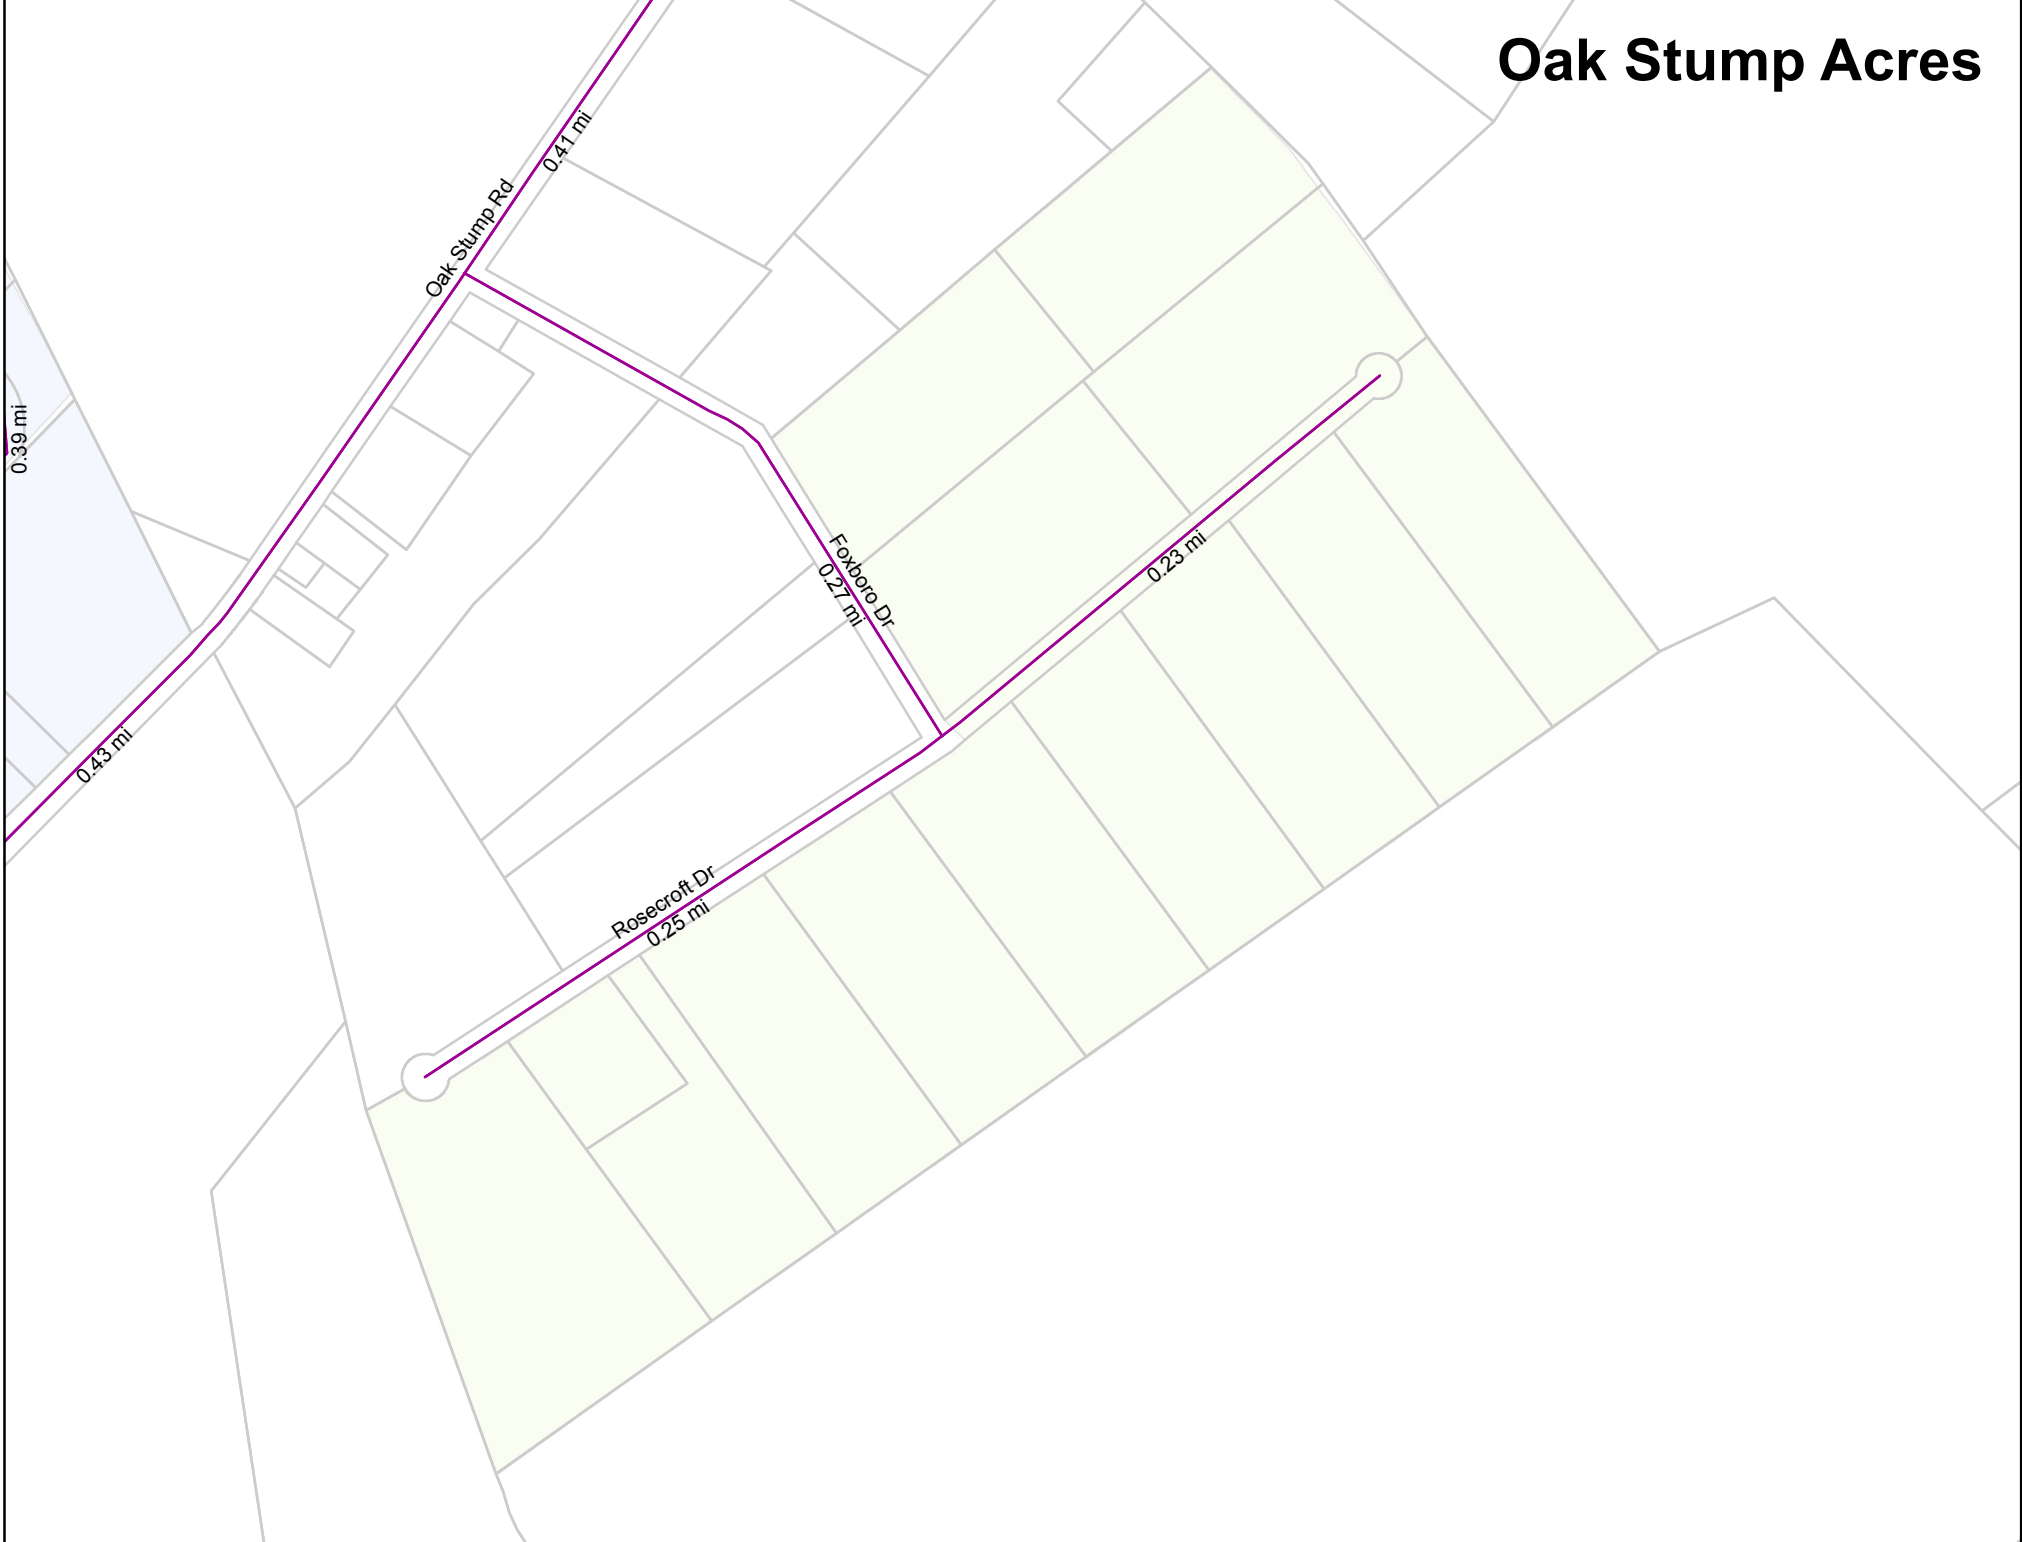 Oak Stump Acres
0.41 mi
Oak Stump Rd
0.39 mi
Foxboro Dr
0.27 mi
0.23 mi
0.43 mi
Rosecroft Dr
0.25 mi